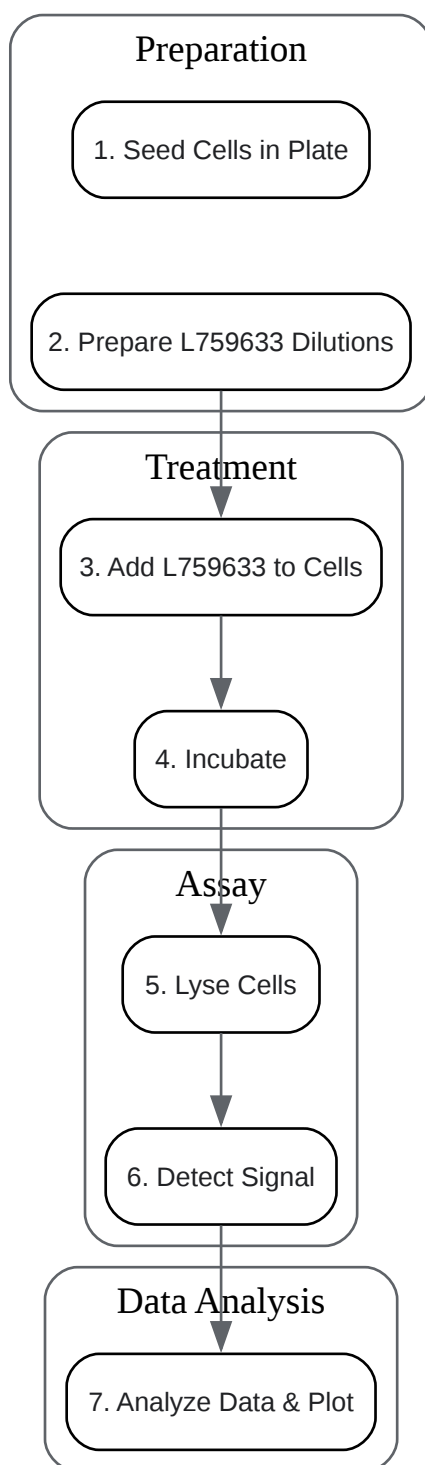 Preparation
1. Seed Cells in Plate
2. Prepare L759633 Dilutions
Treatment
3. Add L759633 to Cells
4. Incubate
Assay
5. Lyse Cells
6. Detect Signal
Data Analysis
7. Analyze Data & Plot